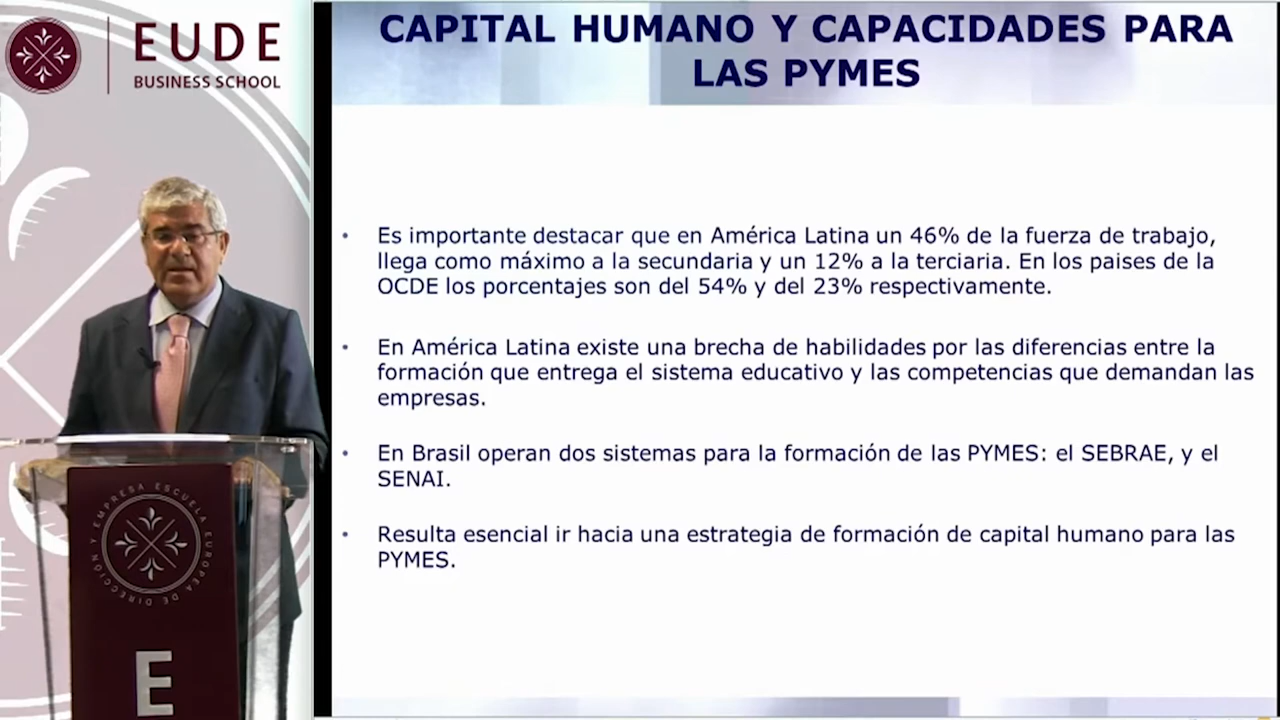 EUDE
BUSINESS SCHOOL
CAPITAL HUMANO Y CAPACIDADES PARA
LAS PYMES
• Es importante destacar que en América Latina un 46% de la fuerza de trabajo,
llega como máximo a la secundaria y un 12% a la terciaria. En los paises de la
OCDE los porcentajes son del 54% y del 23% respectivamente.
• En América Latina existe una brecha de habilidades por las diferencias entre la
formación que entrega el sistema educativo y las competencias que demandan las
empresas.
• En Brasil operan dos sistemas para la formación de las PYMES: el SEBRAE, y el
SENAI.
• Resulta esencial ir hacia una estrategia de formación de capital humano para las
PYMES.
ESCUELA EUROPEA DE DIRECCIÓN Y EMPRESA
E